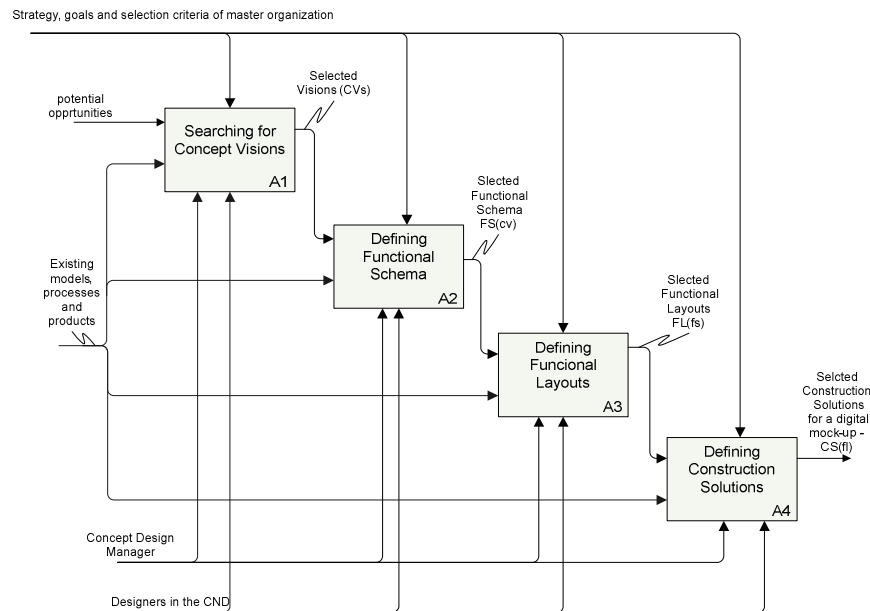 Strategy, goals and selection criteria of master organization
Selected
Visions (CVs)
potential
opprtunities
Searching for
Concept Visions
A1
Slected
Functional
Schema
FS(cv)
Defining
Functional
Schema
A2
Existing
models,
processes
and
products
Slected
Functional
Layouts
FL(fs)
Defining
Funcional
Layouts
A3
Selcted
Construction
Solutions
for a digital
mock-up -
CS(fl)
Defining
Construction
Solutions
A4
Concept Design
Manager
Designers in the CND